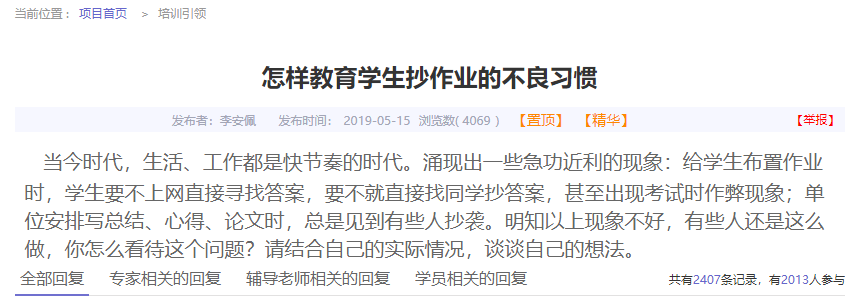 当前位置： 项目首页 > 培训引领
怎样教育学生抄作业的不良习惯
发布者：李安佩 发布时间： 2019-05-15 浏览数( 4069 ) 【置顶】 【精华】 【举报】
当今时代，生活、工作都是快节奏的时代。涌现出一些急功近利的现象：给学生布置作业
时，学生要不上网直接寻找答案，要不就直接找同学抄答案，甚至出现考试时作弊现象；单
位安排写总结、心得、论文时，总是见到有些人抄袭。明知以上现象不好，有些人还是这么
做，你怎么看待这个问题？请结合自己的实际情况，谈谈自己的想法。
全部回复 专家相关的回复 辅导老师相关的回复 学员相关的回复 共有2407条记录，有2013人参与